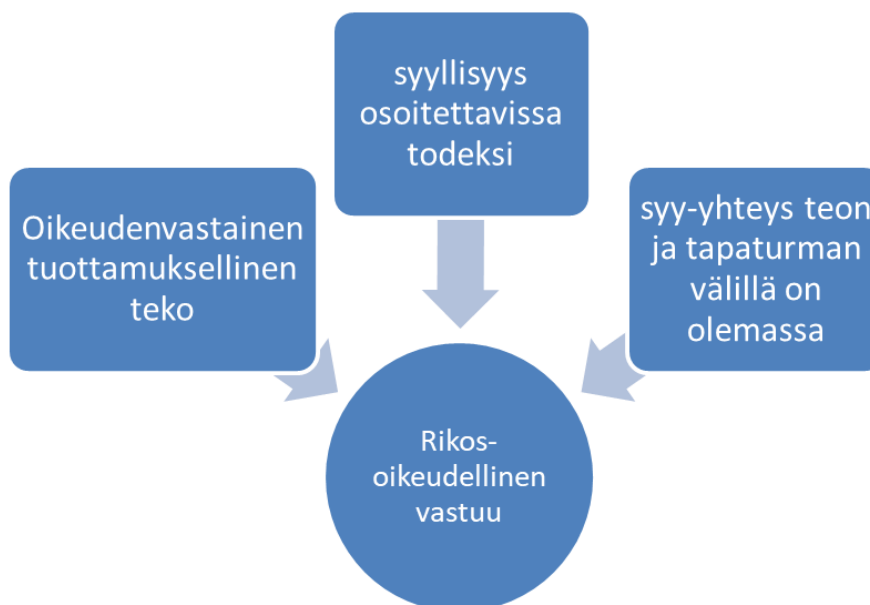 Oikeudenvastainen
tuottamuksellinen
teko
syyllisyys
osoitettavissa
todeksi
syy-yhteys teon
ja tapaturman
välillä on
olemassa
Rikos-
oikeudellinen
vastuu